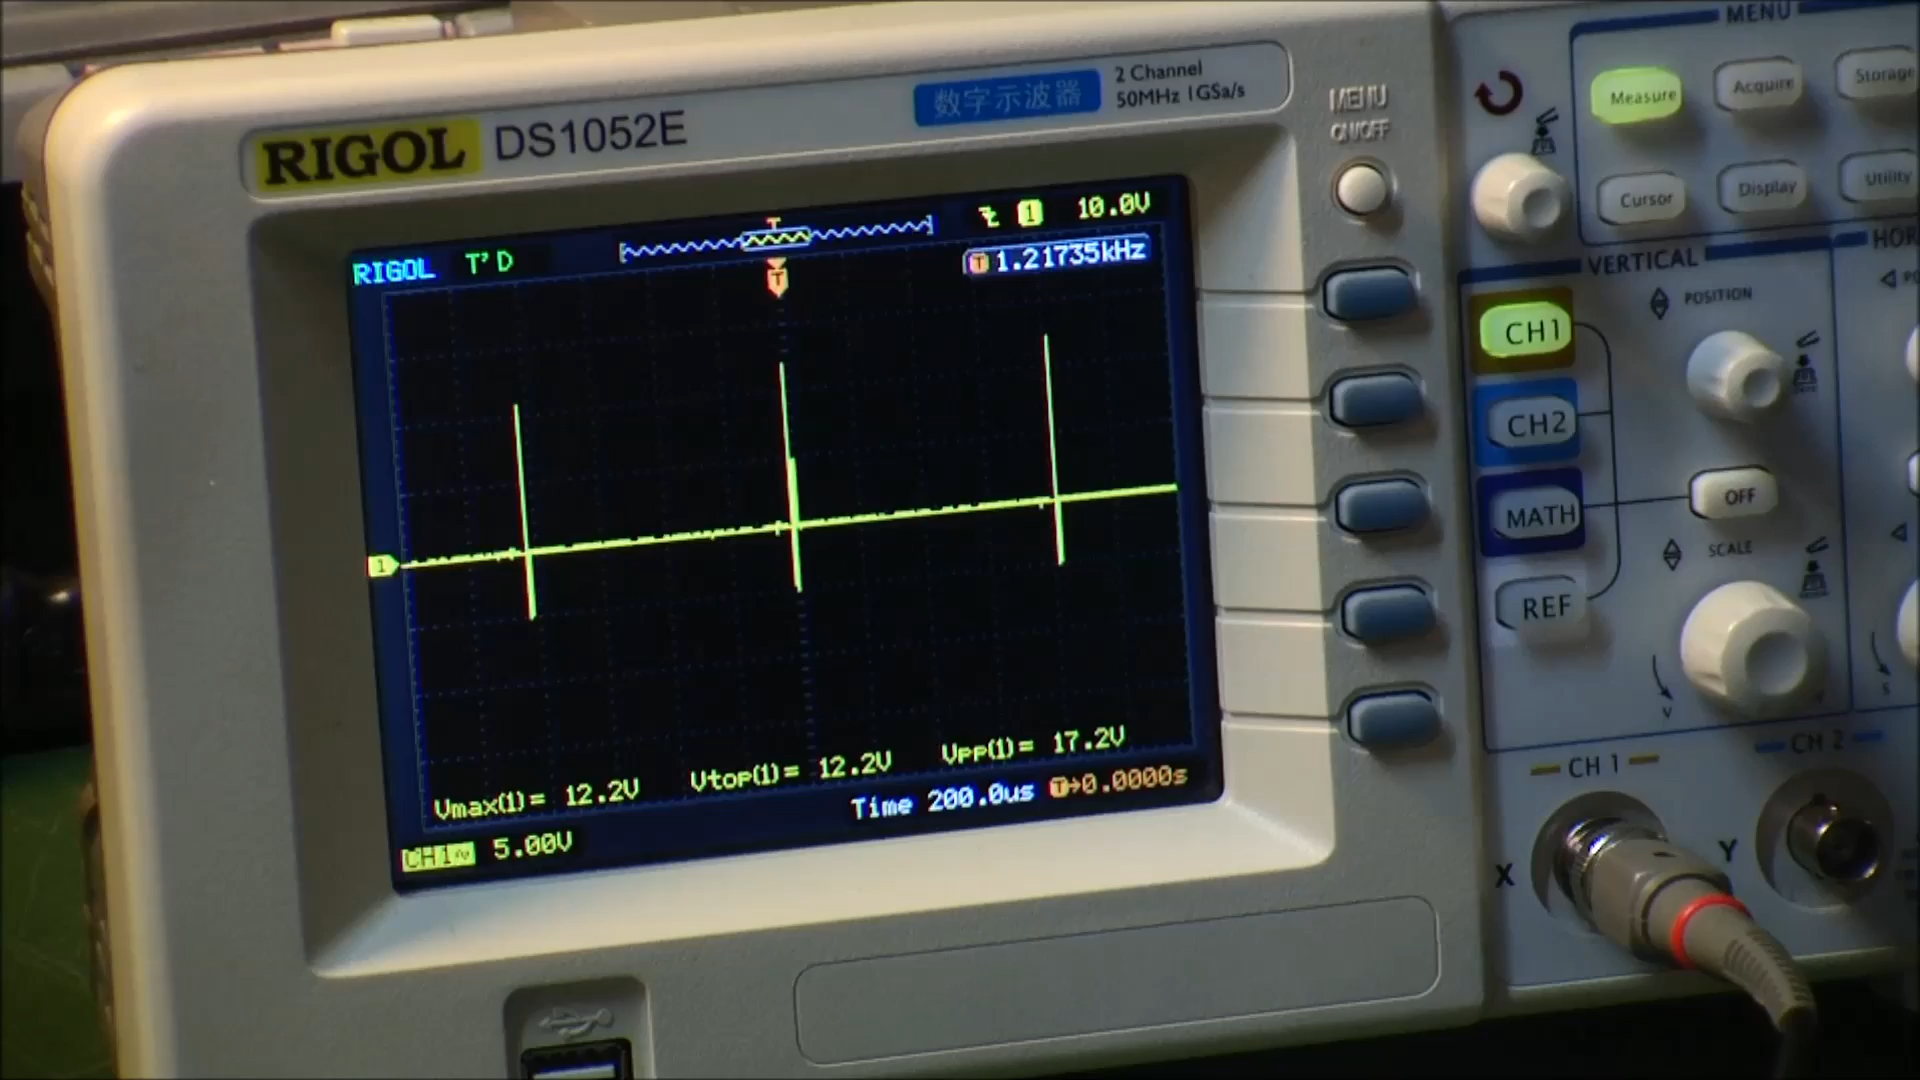 RIGOL DS1052E
数字示波器
2 Channel
50MHz 1GSa/s
MENU
ON/OFF
MENU
Measure
Acquire
Storage
Cursor
Display
Utility
RIGOL T'D
T
1 10.0V
T
T 1.21735kHz
1
Vmax(1)= 12.2V Vtop(1)= 12.2V Vpp(1)= 17.2V
CH1~ 5.00V Time 200.0us T→0.0000s
VERTICAL
HOR
CH1
POSITION
CH2
MATH
OFF
SCALE
REF
V
S
CH 1
CH 2
X
Y